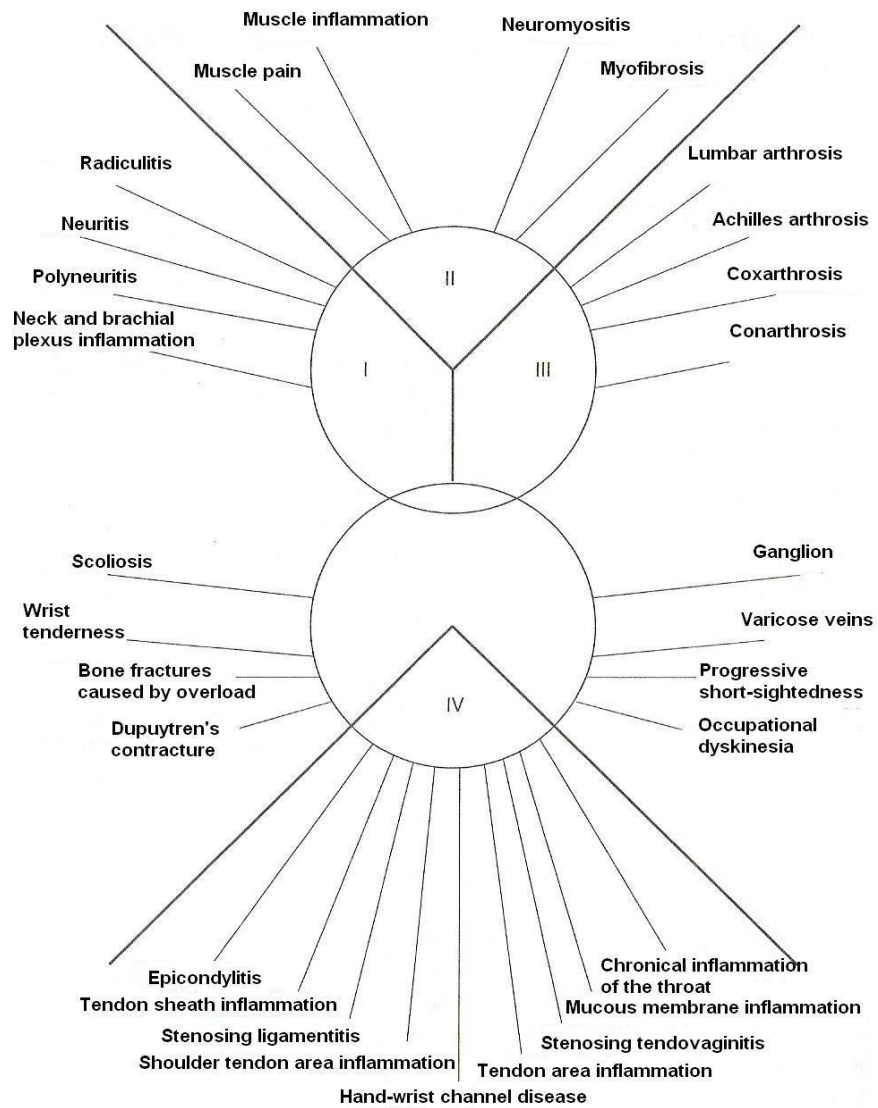 Muscle inflammation
Neuromyositis
Muscle pain
Myofibrosis
Radiculitis
Lumbar arthrosis
Neuritis
Achilles arthrosis
Polyneuritis
Coxarthrosis
Neck and brachial
plexus inflammation
Conarthrosis
II
I
III
Scoliosis
Ganglion
Wrist
tenderness
Varicose veins
Bone fractures
caused by overload
Progressive
short-sightedness
Dupuytren's
contracture
Occupational
dyskinesia
IV
Epicondylitis
Tendon sheath inflammation
Stenosing ligamentitis
Shoulder tendon area inflammation
Hand-wrist channel disease
Tendon area inflammation
Stenosing tendovaginitis
Mucous membrane inflammation
Chronical inflammation
of the throat